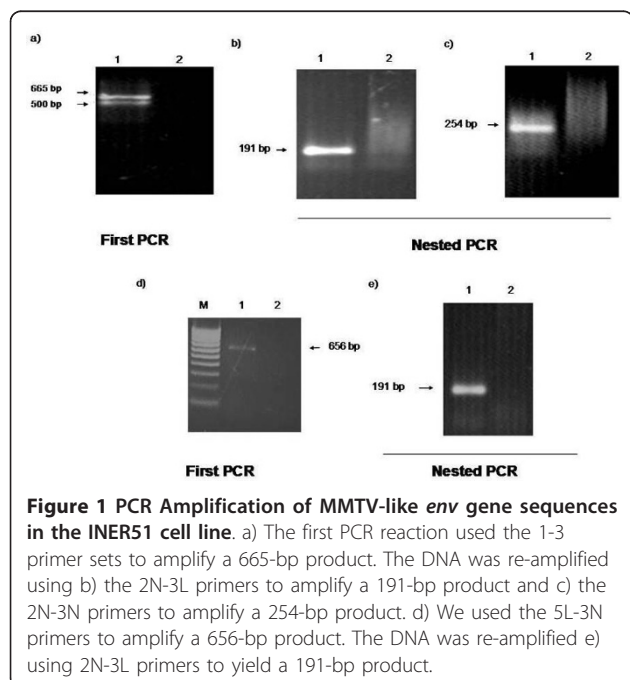 a)
b)
c)
1 2
1 2
1 2
665 bp
500 bp
191 bp
254 bp
First PCR
Nested PCR
d)
e)
M 1 2
1 2
656 bp
191 bp
First PCR
Nested PCR
Figure 1 PCR Amplification of MMTV-like env gene sequences
in the INER51 cell line. a) The first PCR reaction used the 1-3
primer sets to amplify a 665-bp product. The DNA was re-amplified
using b) the 2N-3L primers to amplify a 191-bp product and c) the
2N-3N primers to amplify a 254-bp product. d) We used the 5L-3N
primers to amplify a 656-bp product. The DNA was re-amplified e)
using 2N-3L primers to yield a 191-bp product.